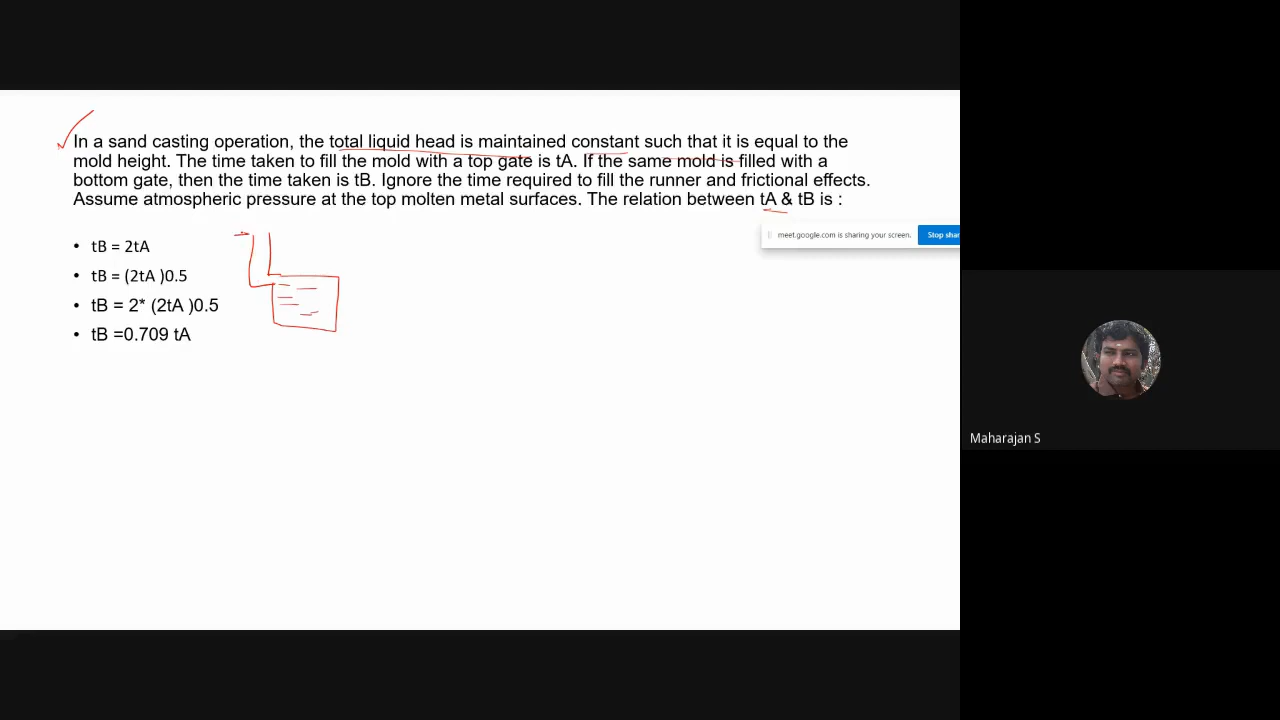 In a sand casting operation, the total liquid head is maintained constant such that it is equal to the
mold height. The time taken to fill the mold with a top gate is tA. If the same mold is filled with a
bottom gate, then the time taken is tB. Ignore the time required to fill the runner and frictional effects.
Assume atmospheric pressure at the top molten metal surfaces. The relation between tA & tB is :
meet.google.com is sharing your screen.
Stop shar
• tB = 2tA
• tB = (2tA )0.5
• tB = 2* (2tA )0.5
• tB =0.709 tA
Maharajan S